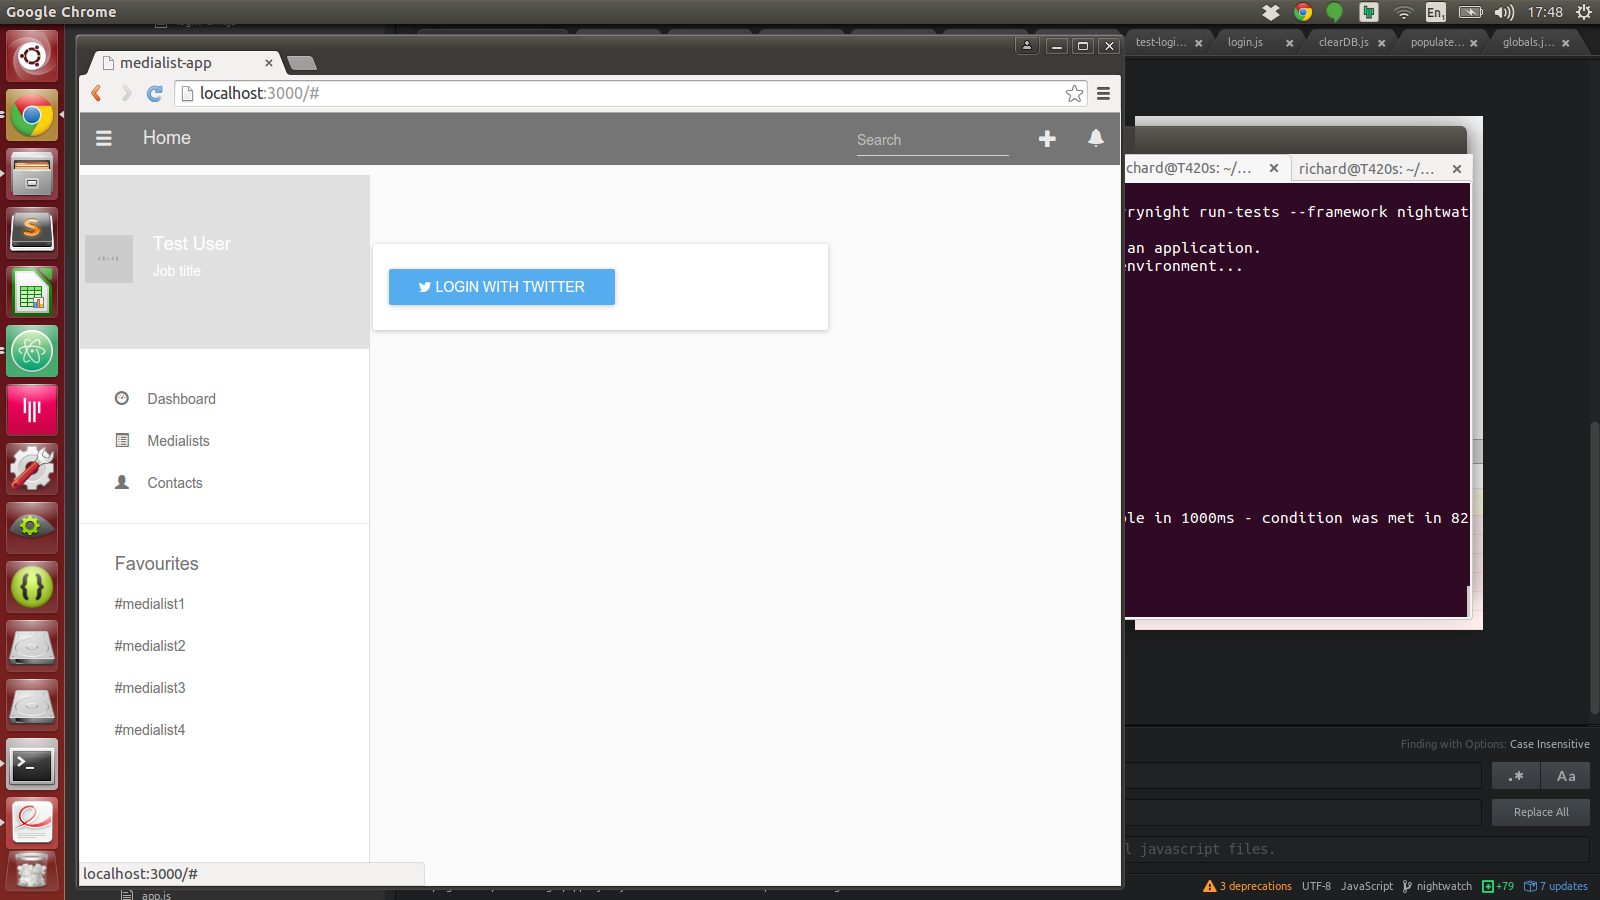 Google Chrome
En1
17:48
medialist-app
localhost:3000/#
Home
Search
Test User
Job title
LOGIN WITH TWITTER
Dashboard
Medialists
Contacts
Favourites
#medialist1
#medialist2
#medialist3
#medialist4
localhost:3000/#
test-logi...
login.js
clearDB.js
populate...
globals.j...
chard@T420s: ~/...
richard@T420s: ~/...
rynight run-tests --framework nightwat
an application.
nvironment...
le in 1000ms - condition was met in 82
Finding with Options: Case Insensitive
.*
Aa
Replace All
l javascript files.
app.js
3 deprecations
UTF-8
JavaScript
nightwatch
+79
7 updates